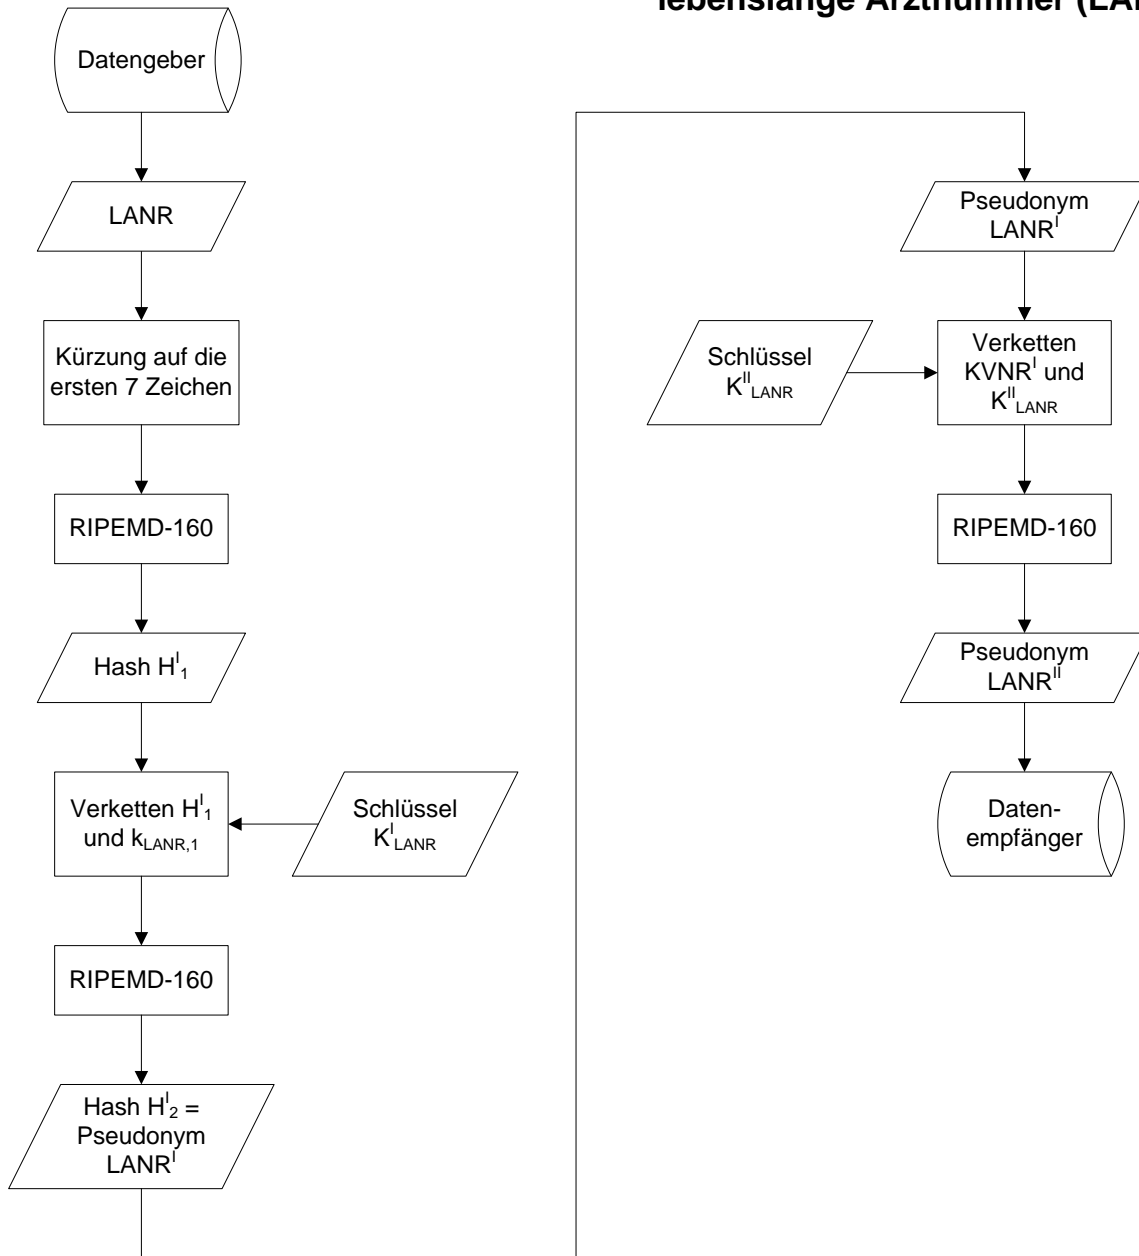 lebenslange Arztnummer
Datengeber
LANR
Kürzung auf die
ersten 7 Zeichen
RIPEMD-160
Hash H^I_1
Verketten H^I_1
und k_LANR,1
Schlüssel
K^I_LANR
RIPEMD-160
Hash H^I_2 =
Pseudonym
LANR^I
Pseudonym
LANR^I
Schlüssel
K^II_LANR
Verketten
KVNR^I und
K^II_LANR
RIPEMD-160
Pseudonym
LANR^II
Daten-
empfänger